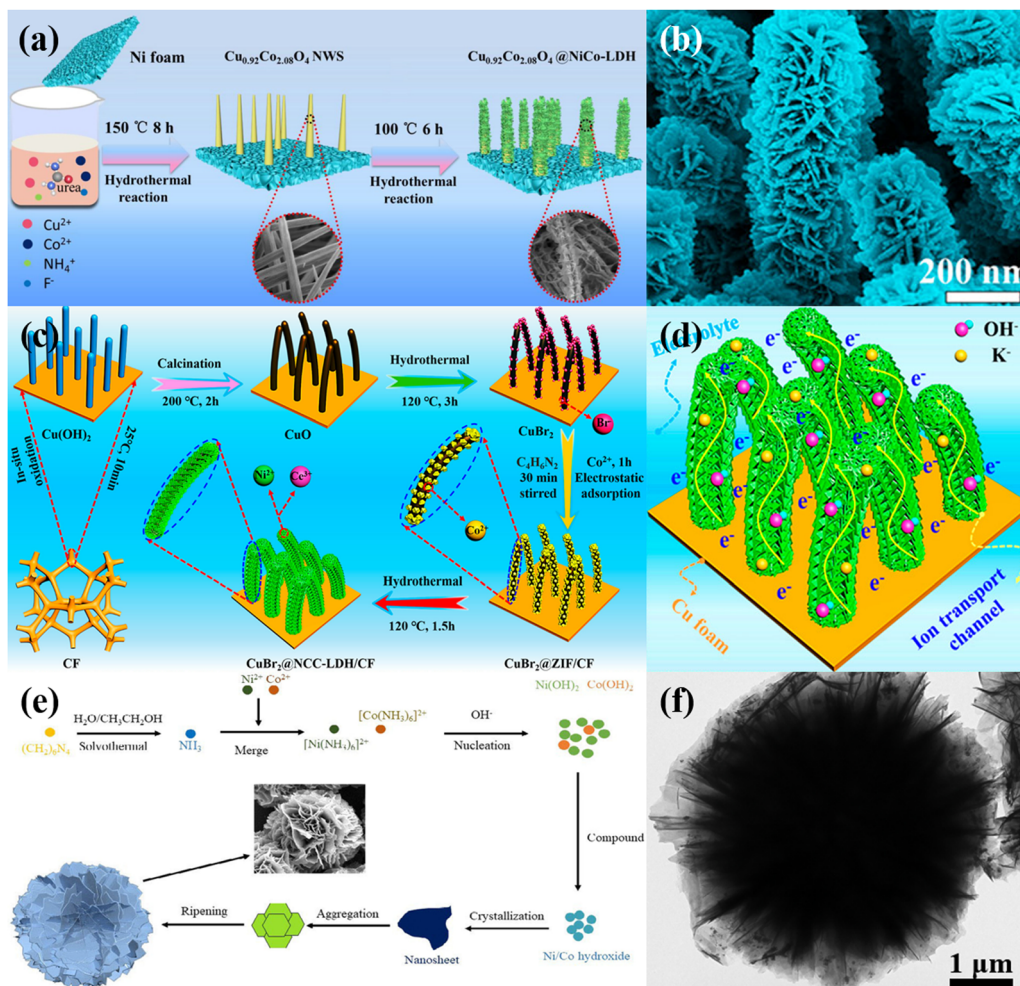 (a)
Ni foam
Cu0.92Co2.08O4 NWS
Cu0.92Co2.08O4 @NiCo-LDH
150 ℃ 8 h
Hydrothermal
reaction
100 ℃ 6 h
Hydrothermal
reaction
urea
Cu2+
Co2+
NH4+
F-
(b)
200 nm
(c)
Cu(OH)2
Calcination
200 ℃, 2h
CuO
Hydrothermal
120 ℃, 3h
CuBr2
Br-
In-situ
oxidation
25℃, 10min
Ni2+
Ce3+
C4H6N2
30 min
stirred
Co2+, 1h
Electrostatic
adsorption
Co2+
CF
Hydrothermal
120 ℃, 1.5h
CuBr2@NCC-LDH/CF
CuBr2@ZIF/CF
(d)
Electrolyte
OH-
K-
e-
e-
e-
e-
e-
e-
e-
e-
e-
e-
e-
e-
e-
Cu foam
Ion transport
channel
(e)
Ni2+ Co2+
H2O/CH3CH2OH
(CH2)6N4
Solvothermal
NH3
Merge
[Co(NH3)6]2+
[Ni(NH4)6]2+
OH-
Nucleation
Ni(OH)2 Co(OH)2
Compound
Ni/Co hydroxide
Crystallization
Nanosheet
Aggregation
Ripening
(f)
1 μm